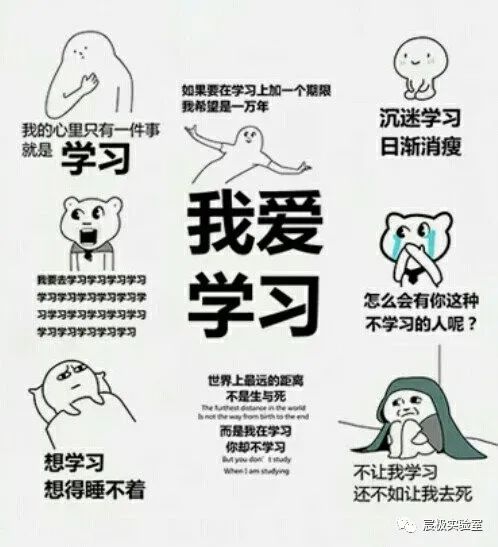 我的心里只有一件事
就是 学习
如果要在学习上加一个期限
我希望是一万年
沉迷学习
日渐消瘦
我爱
学习
我要去学习学习学习学习
学习学习学习学习学习学
习学习学习学习学习学习
学习学习学习学习学习
怎么会有你这种
不学习的人呢？
想学习
想得睡不着
世界上最远的距离
不是生与死
The furthest distance in the world
Is not the way from birth to the end
而是我在学习
你却不学习
But you don't study
When I am studying
不让我学习
还不如让我去死
宸极实验室